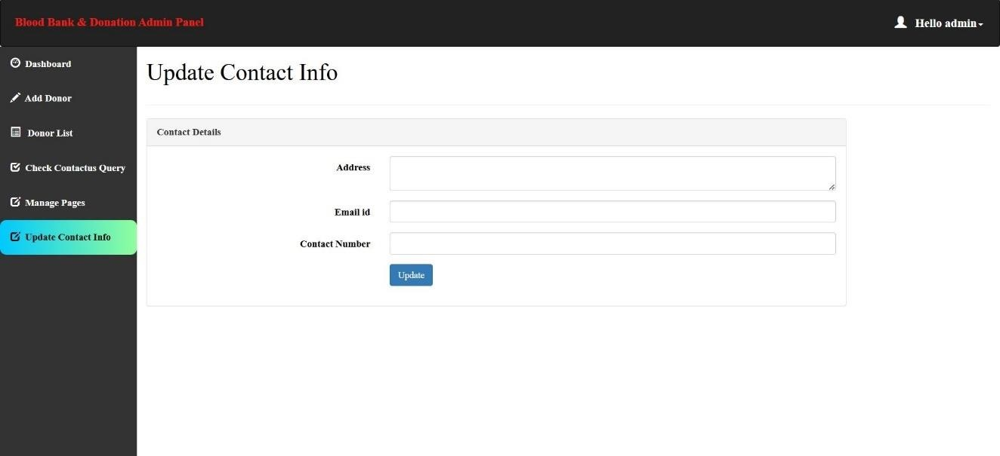 Blood Bank & Donation Admin Panel
Hello admin
Dashboard
Add Donor
Donor List
Check Contactus Query
Manage Pages
Update Contact Info
Update Contact Info
Contact Details
Address
Email id
Contact Number
Update